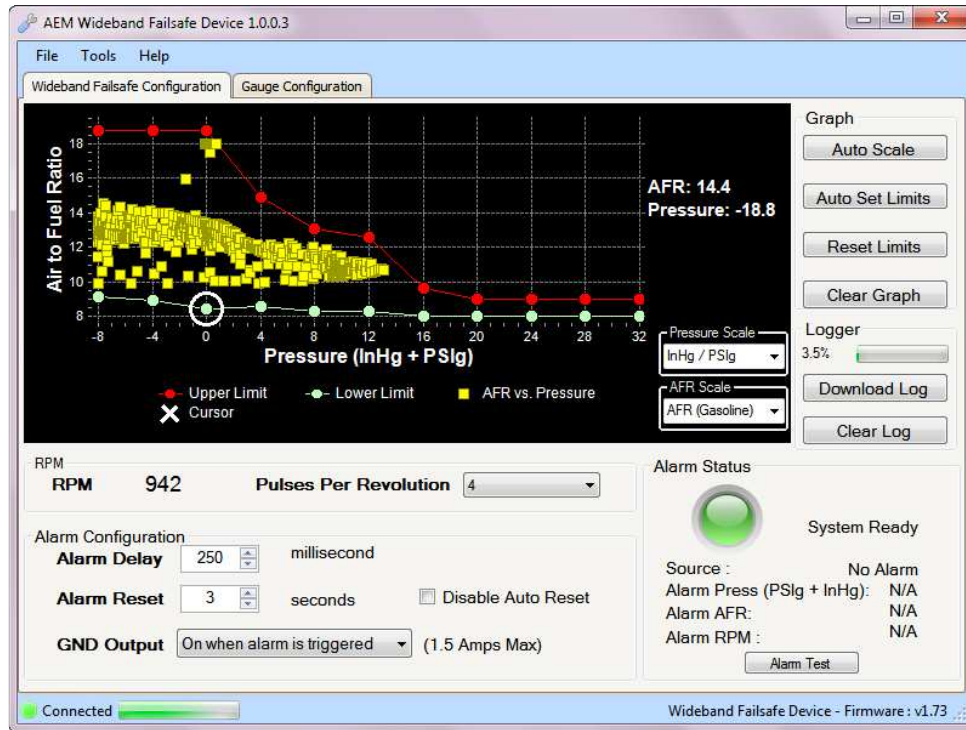 AEM Wideband Failsafe Device 1.0.0.3
File Tools Help
Wideband Failsafe Configuration Gauge Configuration
Air to Fuel Ratio
18
16
14
12
10
8
-8 -4 0 4 8 12 16 20 24 28 32
Pressure (InHg + PSIg)
AFR: 14.4
Pressure: -18.8
Upper Limit Lower Limit AFR vs. Pressure
Cursor
Pressure Scale
InHg / PSIg
AFR Scale
AFR (Gasoline)
Graph
Auto Scale
Auto Set Limits
Reset Limits
Clear Graph
Logger
3.5%
Download Log
Clear Log
RPM
RPM 942 Pulses Per Revolution 4
Alarm Configuration
Alarm Delay 250 millisecond
Alarm Reset 3 seconds Disable Auto Reset
GND Output On when alarm is triggered (1.5 Amps Max)
Alarm Status
System Ready
Source : No Alarm
Alarm Press (PSIg + InHg): N/A
Alarm AFR: N/A
Alarm RPM : N/A
Alarm Test
Connected
Wideband Failsafe Device - Firmware : v1.73